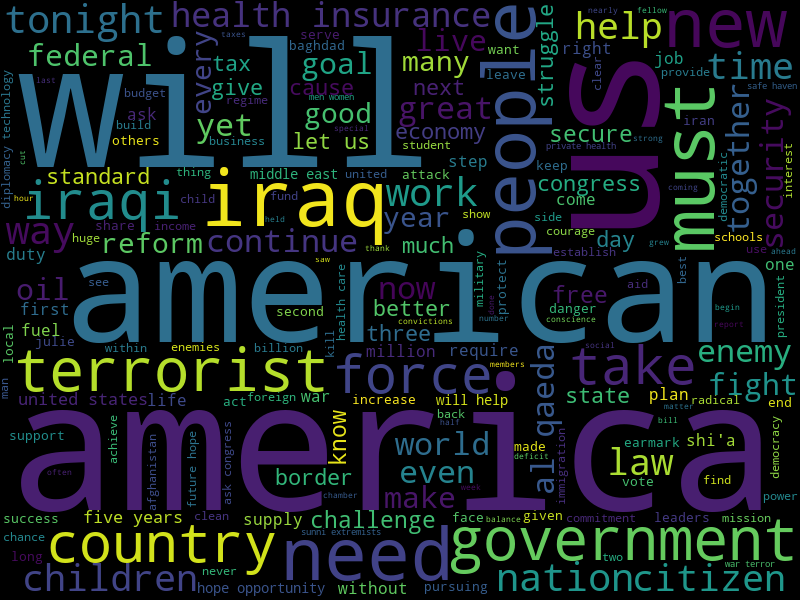 tonight health insurance people new
federal tax goal live many help time
will us must
every baghdad serve want nearly fellow taxes
struggle right clear job provide safe haven
give cause men women next leave iran
budget regime ask yet good great economy secure together security
build others business let us special student strong private health
standard thing middle east united attack step keep congress democratic interest
iraqi iraq work year people congress come
hour child fund show side courage coming
way share income held reform continue much day schools use
duty huge thank establish grew ahead
american
oil see saw now military protect free aid best one president
first second better danger conscience begin
fuel julie three convictions number done report
local within enemies billion kill health care million require social enemy
terrorist force members take fight
man united states life act foreign war increase will help state plan radical end
america
support achieve afghanistan future hope know back half world made al qaeda earmark shi'a matter bill
often border even deficit immigration vote law find democracy
diplomacy technology
last cut
chamber make week power
success five years clean supply challenge face balance given commitment leaders mission
chance country sunni extremists need two government
long never war terror
children hope opportunity without pursuing nation citizen